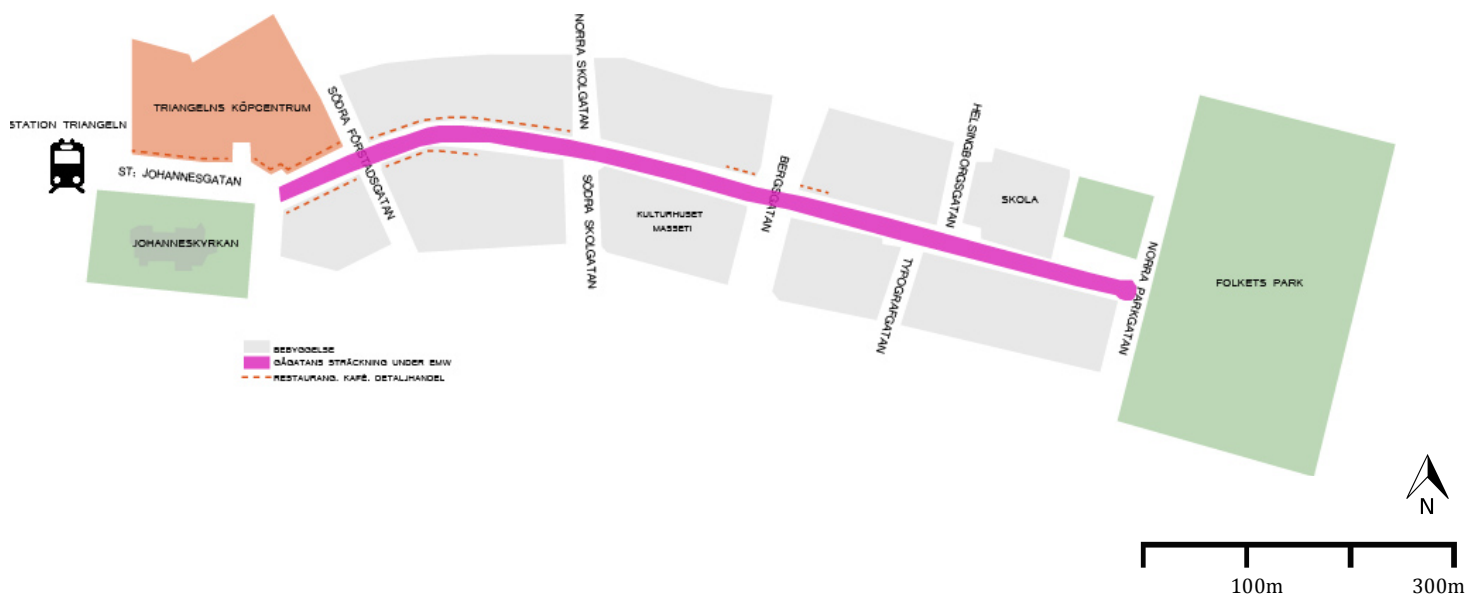 NORRA SKOLGATAN
TRIANGELNS KÖPCENTRUM
SÖDRA FÖRSTADSGATAN
STATION TRIANGELN
HELSINGBORGSGATAN
ST: JOHANNESGATAN
BERGSGATAN
SÖDRA SKOLGATAN
SKOLA
KULTURHUSET
MASSETI
JOHANNESKYRKAN
NORRA PARKGATAN
TYPOGRAFGATAN
FOLKETS PARK
BEBYGGELSE
GÅGATANS STRÄCKNING UNDER EMW
RESTAURANG, KAFÉ, DETALJHANDEL
N
100m 300m